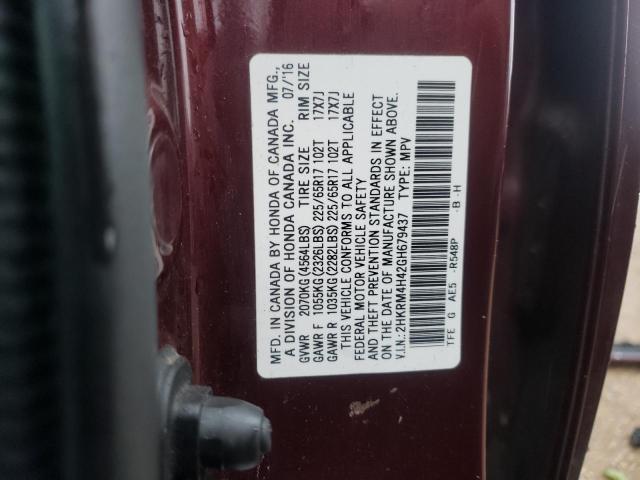 MFD. IN CANADA BY HONDA OF CANADA MFG.,
A DIVISION OF HONDA CANADA INC. 07/16
GVWR 2070KG(4564LBS) TIRE SIZE RIM SIZE
GAWR F 1055KG(2326LBS) 225/65R17 102T 17X7J
GAWR R 1035KG(2282LBS) 225/65R17 102T 17X7J
THIS VEHICLE CONFORMS TO ALL APPLICABLE
FEDERAL MOTOR VEHICLE SAFETY
AND THEFT PREVENTION STANDARDS IN EFFECT
ON THE DATE OF MANUFACTURE SHOWN ABOVE.
V.I.N.:2HKRM4H42GH679437 TYPE: MPV
TFE G AE5 -R548P -B -H